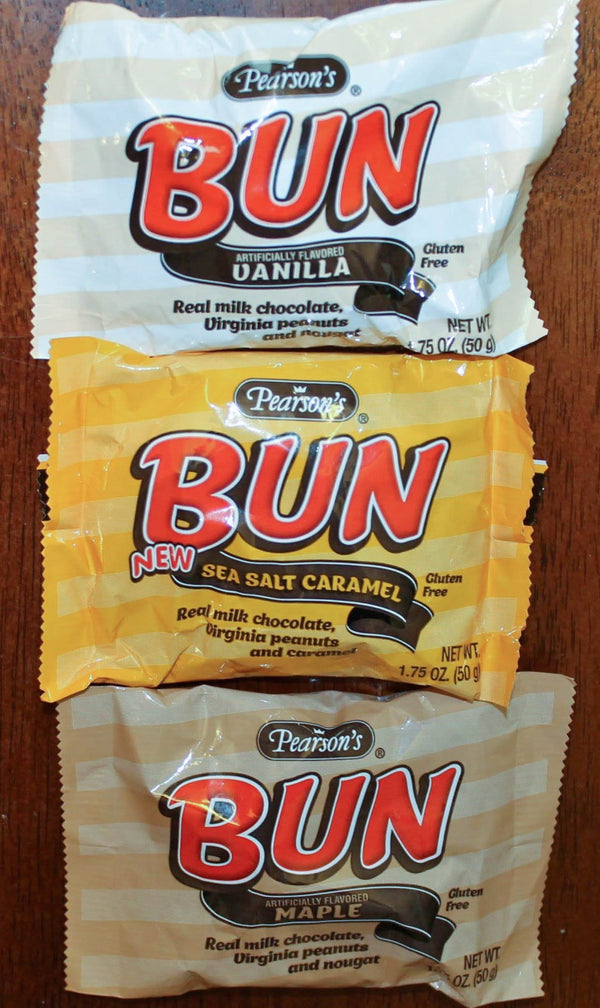 Pearson's®
BUN
ARTIFICIALLY FLAVORED
VANILLA
Gluten
Free
Real milk chocolate,
Virginia peanuts
and nougat
NET WT.
1.75 OZ. (50 g)
Pearson's®
BUN
NEW
SEA SALT CARAMEL
Gluten
Free
Real milk chocolate,
Virginia peanuts
and caramel
NET WT.
1.75 OZ. (50 g)
Pearson's®
BUN
ARTIFICIALLY FLAVORED
MAPLE
Gluten
Free
Real milk chocolate,
Virginia peanuts
and nougat
NET WT.
OZ. (50 g)